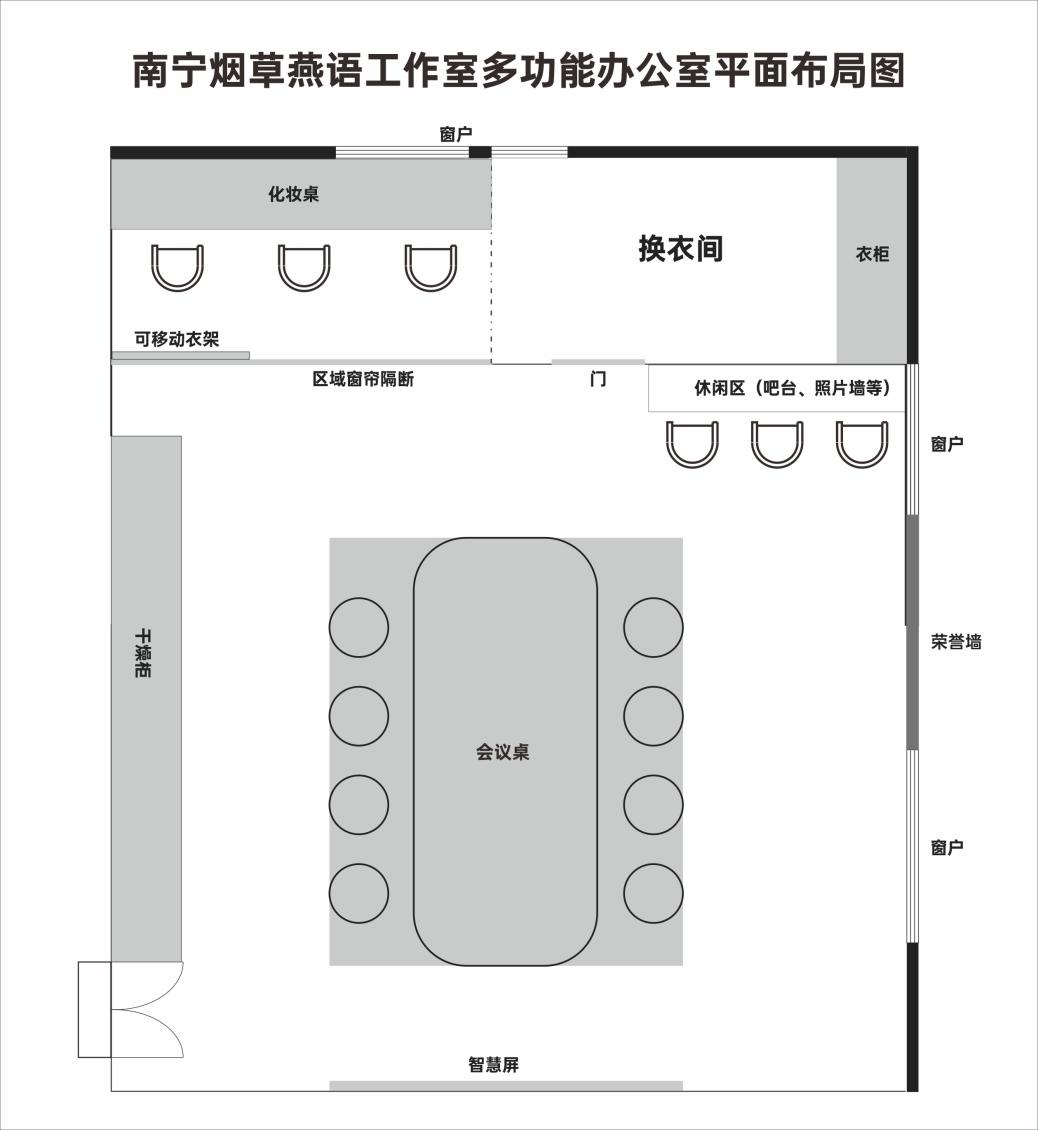 南宁烟草燕语工作室多功能办公室平面布局图
窗户
化妆桌
换衣间
衣柜
可移动衣架
区域窗帘隔断
门
休闲区（吧台、照片墙等）
窗户
干燥柜
荣誉墙
会议桌
窗户
智慧屏